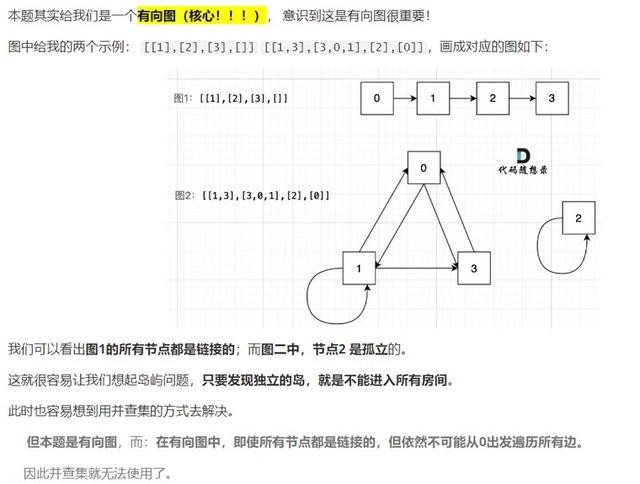 本题其实给我们是一个有向图（核心！！！），意识到这是有向图很重要！
图中给我的两个示例： [[1],[2],[3],[]] [[1,3],[3,0,1],[2],[0]]，画成对应的图如下：
图1：[[1],[2],[3],[]]
0 1 2 3
代码随想录
0
图2：[[1,3],[3,0,1],[2],[0]]
2
1 3
我们可以看出图1的所有节点都是链接的；而图二中，节点2 是孤立的。
这就很容易让我们想起岛屿问题，只要发现独立的岛，就是不能进入所有房间。
此时也容易想到用并查集的方式去解决。
但本题是有向图，而：在有向图中，即使所有节点都是链接的，但依然不可能从0出发遍历所有边。
因此并查集就无法使用了。